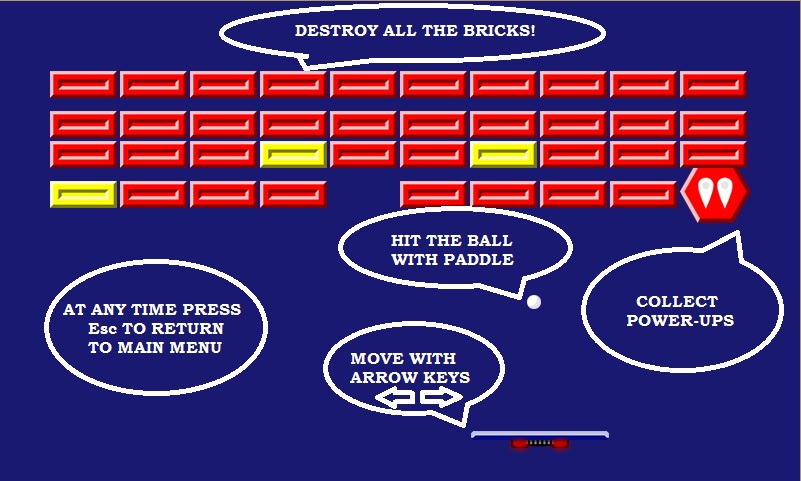 DESTROY ALL THE BRICKS!
HIT THE BALL
WITH PADDLE
AT ANY TIME PRESS
Esc TO RETURN
TO MAIN MENU
COLLECT
POWER-UPS
MOVE WITH
ARROW KEYS